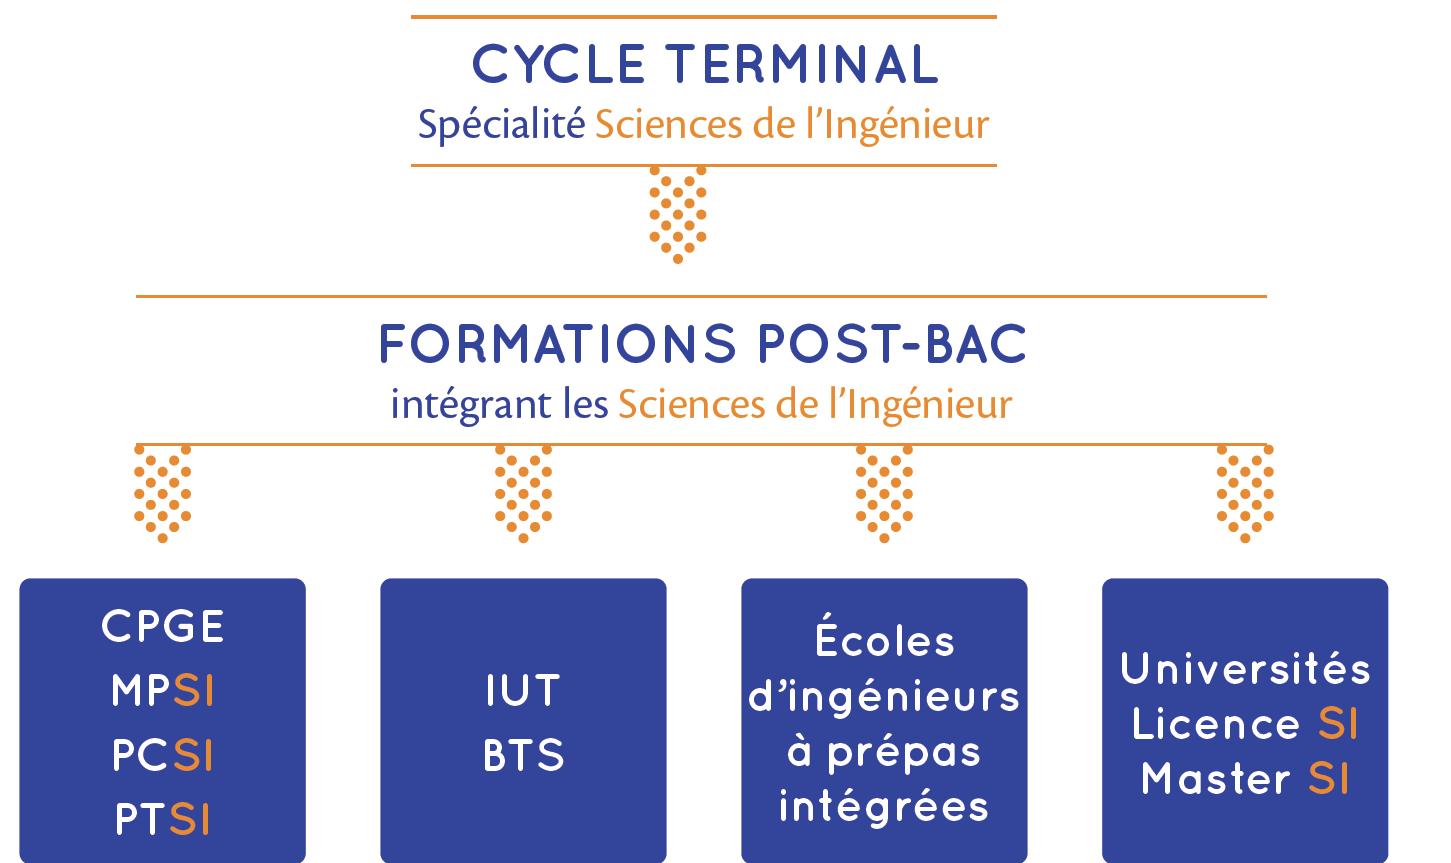 CYCLE TERMINAL
Spécialité Sciences de l’Ingénieur
FORMATIONS POST-BAC
intégrant les Sciences de l’Ingénieur
CPGE
MPSI
PCSI
PTSI
IUT
BTS
Écoles
d’ingénieurs
à prépas
intégrées
Universités
Licence SI
Master SI